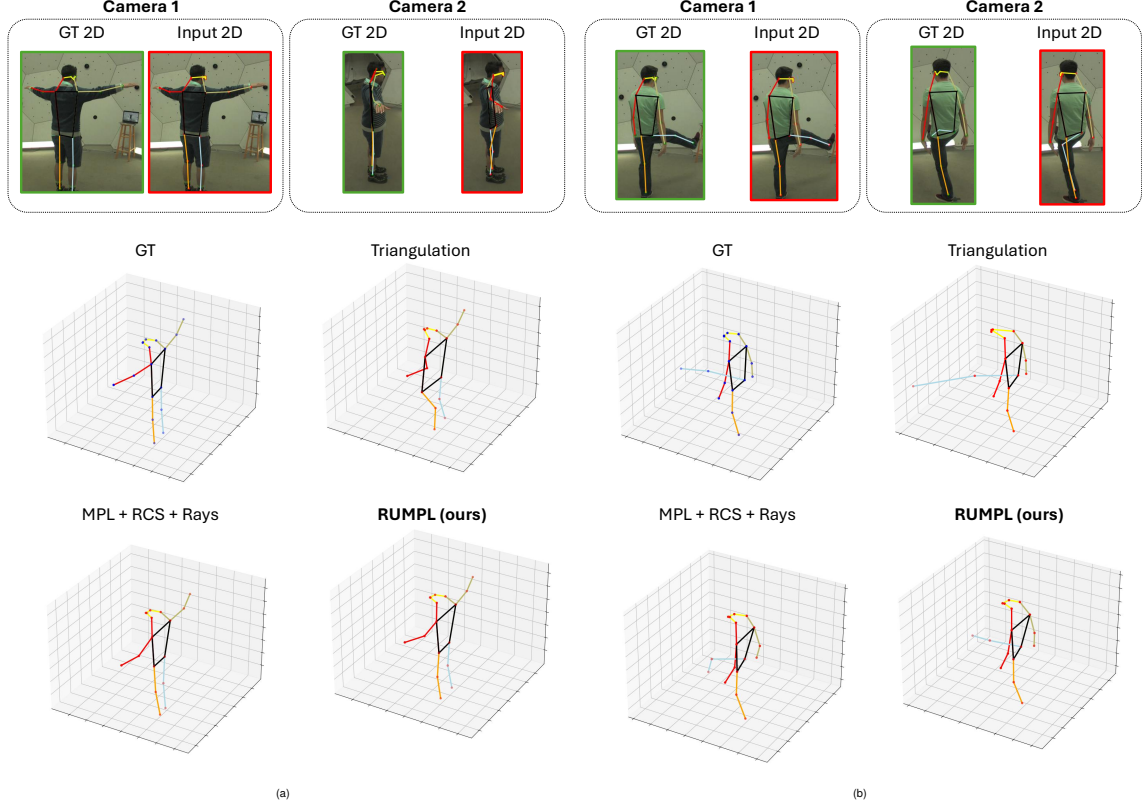 Camera 1 Camera 2 Camera 1 Camera 2
GT 2D Input 2D GT 2D Input 2D GT 2D Input 2D GT 2D Input 2D
GT Triangulation GT Triangulation
MPL + RCS + Rays RUMPL (ours) MPL + RCS + Rays RUMPL (ours)
(a) (b)